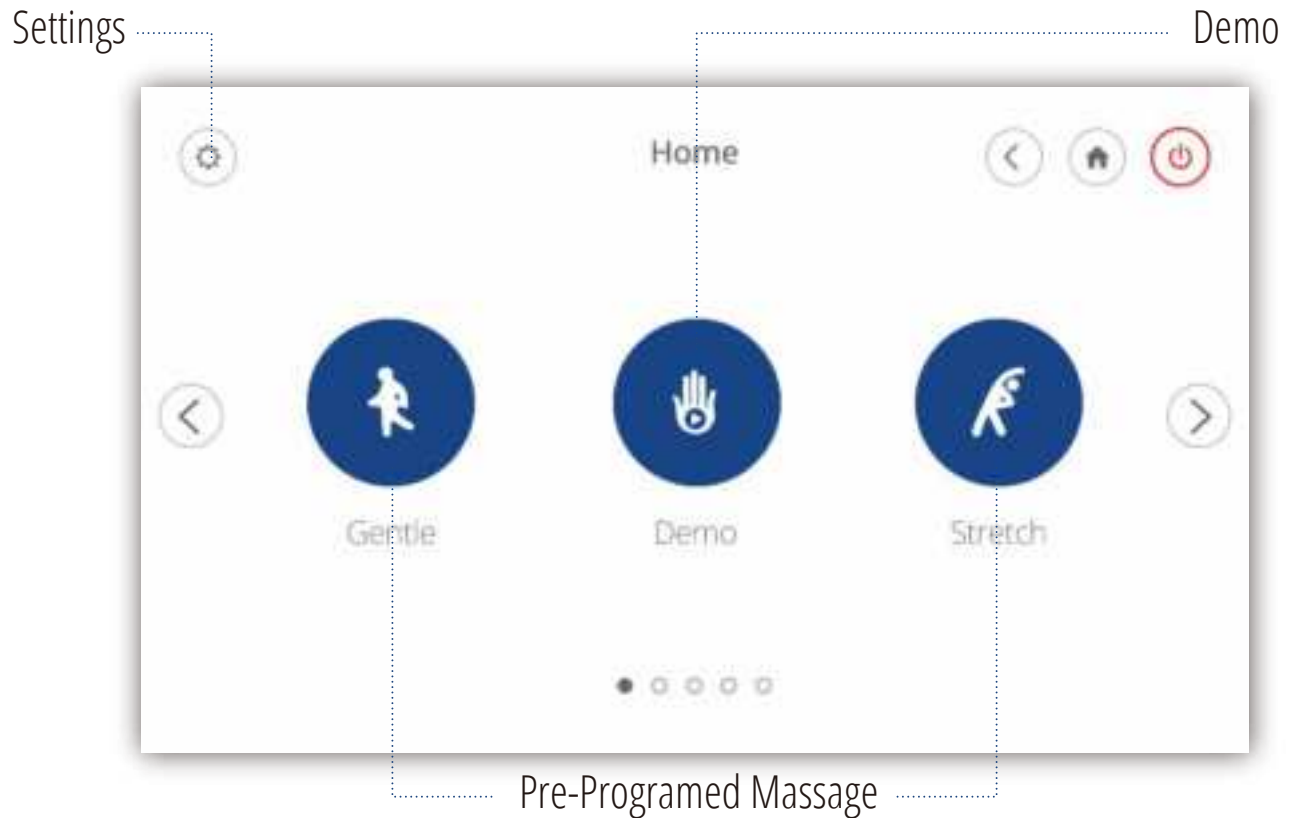 Settings
Demo
Home
Gentle
Demo
Stretch
Pre-Programed Massage